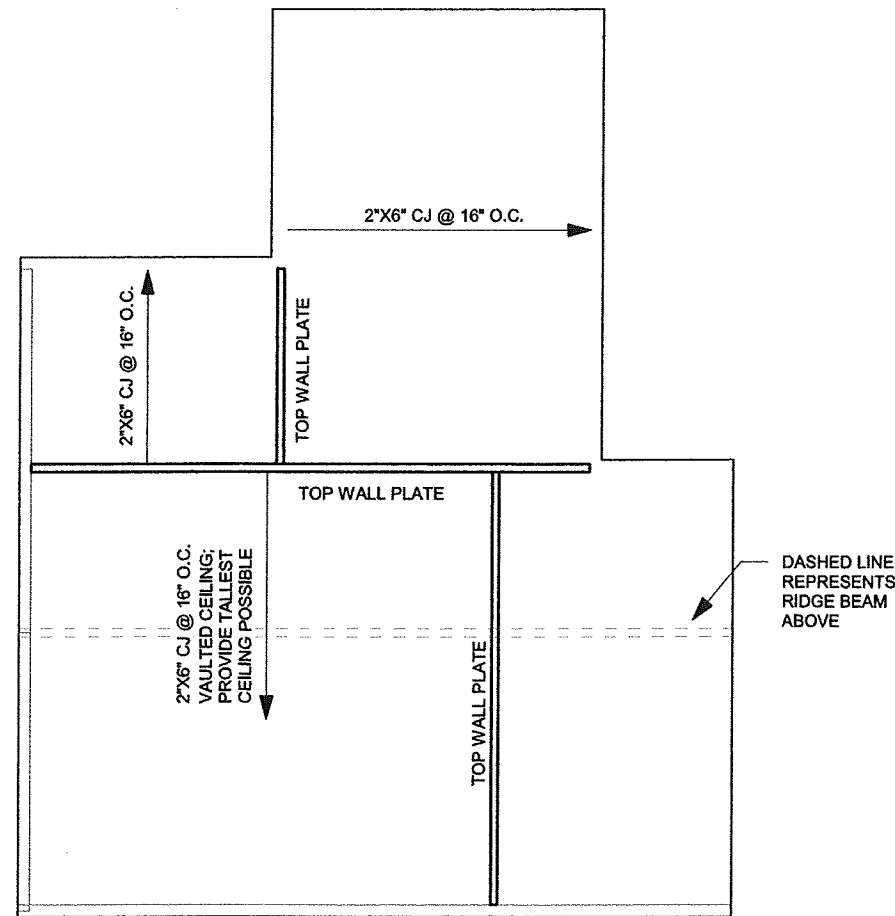 2"X6" CJ @ 16" O.C.
2"X6" CJ @ 16" O.C.
TOP WALL PLATE
TOP WALL PLATE
2"X6" CJ @ 16" O.C.
VAULTED CEILING;
PROVIDE TALLEST
CEILING POSSIBLE
TOP WALL PLATE
DASHED LINE
REPRESENTS
RIDGE BEAM
ABOVE